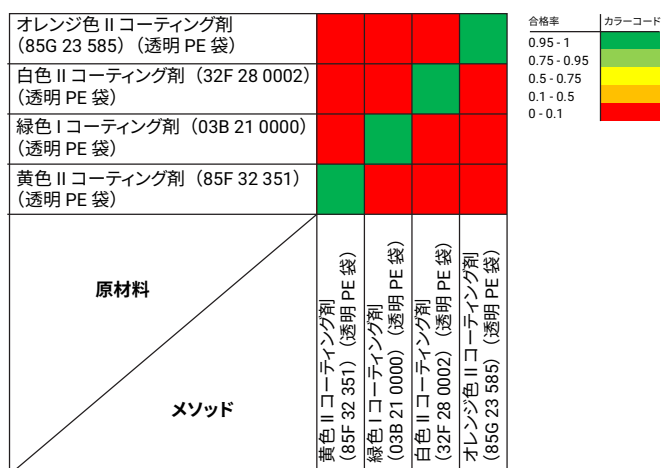 オレンジ色 II コーティング剤
（85G 23 585）（透明 PE 袋）
白色 II コーティング剤（32F 28 0002）
（透明 PE 袋）
緑色 I コーティング剤（03B 21 0000）
（透明 PE 袋）
黄色 II コーティング剤（85F 32 351）
（透明 PE 袋）
原材料
メソッド
黄色 II コーティング剤
（85F 32 351）（透明 PE 袋）
緑色 I コーティング剤
（03B 21 0000）（透明 PE 袋）
白色 II コーティング剤
（32F 28 0002）（透明 PE 袋）
オレンジ色 II コーティング剤
（85G 23 585）（透明 PE 袋）
合格率 カラーコード
0.95 - 1
0.75 - 0.95
0.5 - 0.75
0.1 - 0.5
0 - 0.1